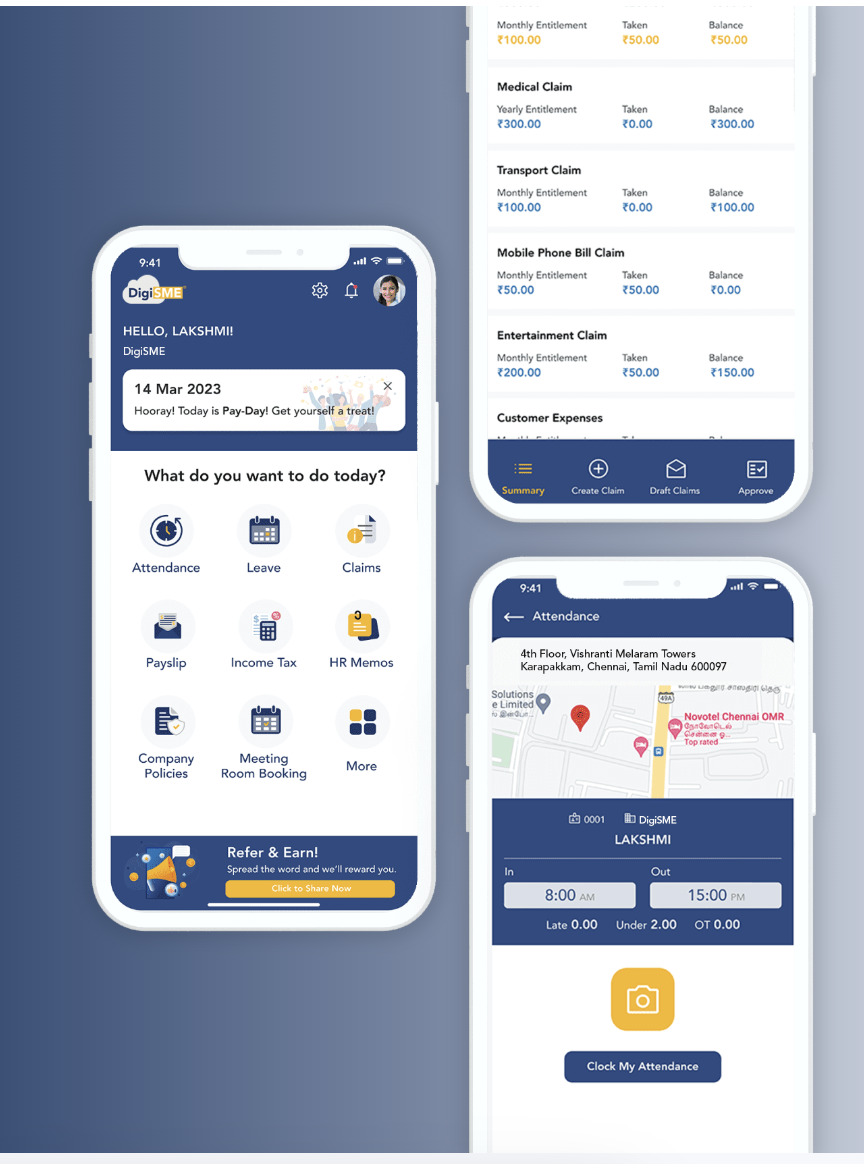 9:41
DigiSME
HELLO, LAKSHMI!
DigiSME
14 Mar 2023
Hooray! Today is Pay-Day! Get yourself a treat!
What do you want to do today?
Attendance Leave Claims
Payslip Income Tax HR Memos
Company Policies
Meeting Room Booking
More
Refer & Earn!
Spread the word and we'll reward you.
Click to Share Now
Monthly Entitlement Taken Balance
₹100.00 ₹50.00 ₹50.00
Medical Claim
Yearly Entitlement Taken Balance
₹300.00 ₹0.00 ₹300.00
Transport Claim
Monthly Entitlement Taken Balance
₹100.00 ₹0.00 ₹100.00
Mobile Phone Bill Claim
Monthly Entitlement Taken Balance
₹50.00 ₹50.00 ₹0.00
Entertainment Claim
Monthly Entitlement Taken Balance
₹200.00 ₹50.00 ₹150.00
Customer Expenses
Summary Create Claim Draft Claims Approve
9:41
Attendance
4th Floor, Vishranti Melaram Towers
Karapakkam, Chennai, Tamil Nadu 600097
Solutions
e Limited
49A
Novotel Chennai OMR
நோவோடெல்
சென்னை ஓ...
Top rated
0001 DigiSME
LAKSHMI
In Out
8:00 AM 15:00 PM
Late 0.00 Under 2.00 OT 0.00
Clock My Attendance